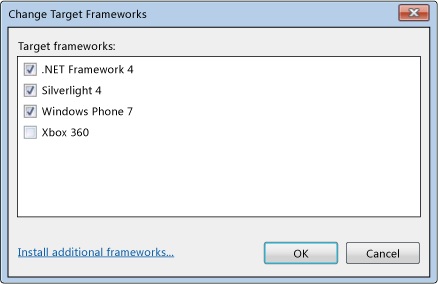 Change Target Frameworks
Target frameworks:
.NET Framework 4
Silverlight 4
Windows Phone 7
Xbox 360
Install additional frameworks...
OK
Cancel